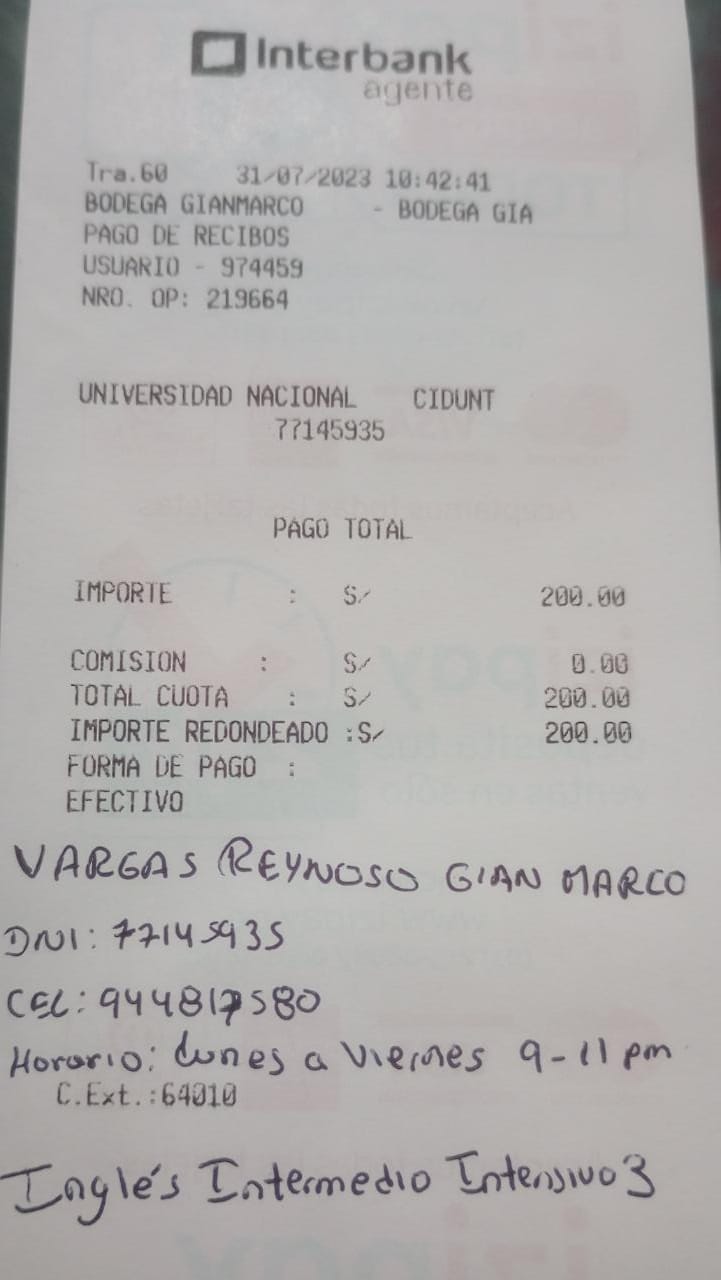 Interbank
agente
Tra.60 31/07/2023 10:42:41
BODEGA GIANMARCO - BODEGA GIA
PAGO DE RECIBOS
USUARIO - 974459
NRO. OP: 219664
UNIVERSIDAD NACIONAL CIDUNT
77145935
PAGO TOTAL
IMPORTE : S/ 200.00
COMISION : S/ 0.00
TOTAL CUOTA : S/ 200.00
IMPORTE REDONDEADO :S/ 200.00
FORMA DE PAGO :
EFECTIVO
VARGAS REYNOSO GIAN MARCO
DNI: 77145935
CEL: 944817580
Horario: Lunes a Viernes 9-11 pm
C.Ext.:64010
Inglés Intermedio Intensivo 3